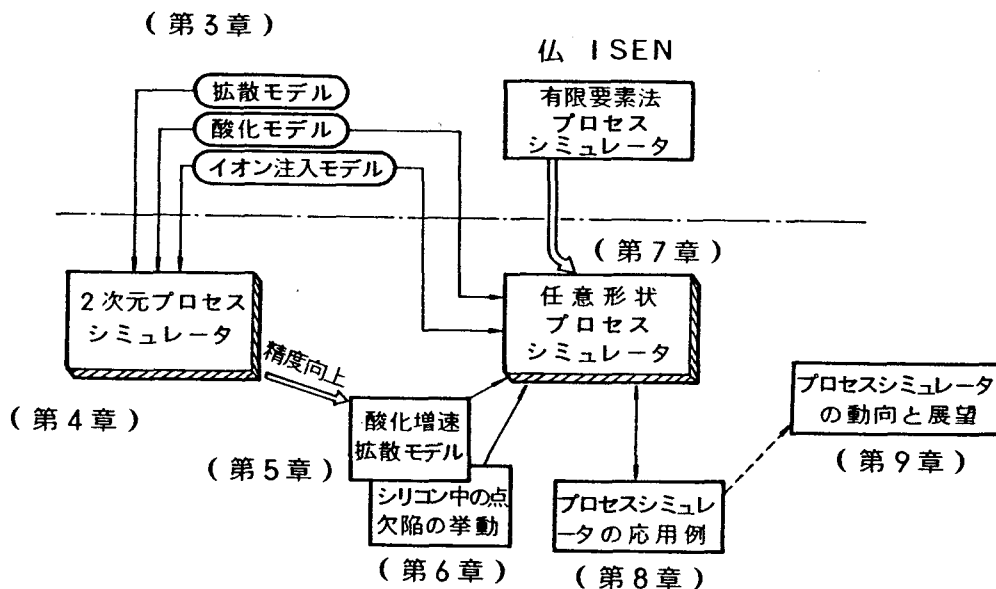 (第3章)
拡散モデル
酸化モデル
イオン注入モデル
仏 ISEN
有限要素法
プロセス
シミュレータ
(第7章)
2次元プロセス
シミュレータ
任意形状
プロセス
シミュレータ
精度向上
(第4章)
酸化増速
拡散モデル
(第5章)
シリコン中の点
欠陥の挙動
(第6章)
プロセスシミュレ
ータの応用例
(第8章)
プロセスシミュレータ
の動向と展望
(第9章)